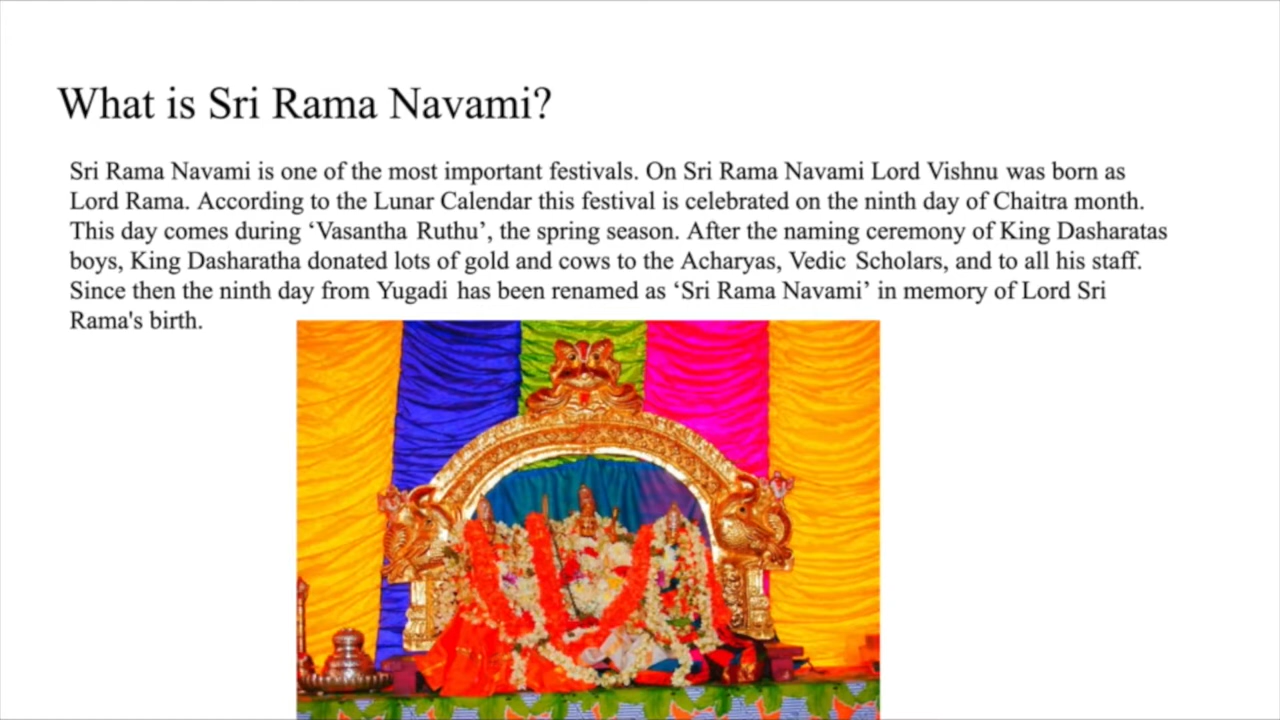 What is Sri Rama Navami?
Sri Rama Navami is one of the most important festivals. On Sri Rama Navami Lord Vishnu was born as
Lord Rama. According to the Lunar Calendar this festival is celebrated on the ninth day of Chaitra month.
This day comes during ‘Vasantha Ruthu’, the spring season. After the naming ceremony of King Dasharatas
boys, King Dasharatha donated lots of gold and cows to the Acharyas, Vedic Scholars, and to all his staff.
Since then the ninth day from Yugadi has been renamed as ‘Sri Rama Navami’ in memory of Lord Sri
Rama's birth.